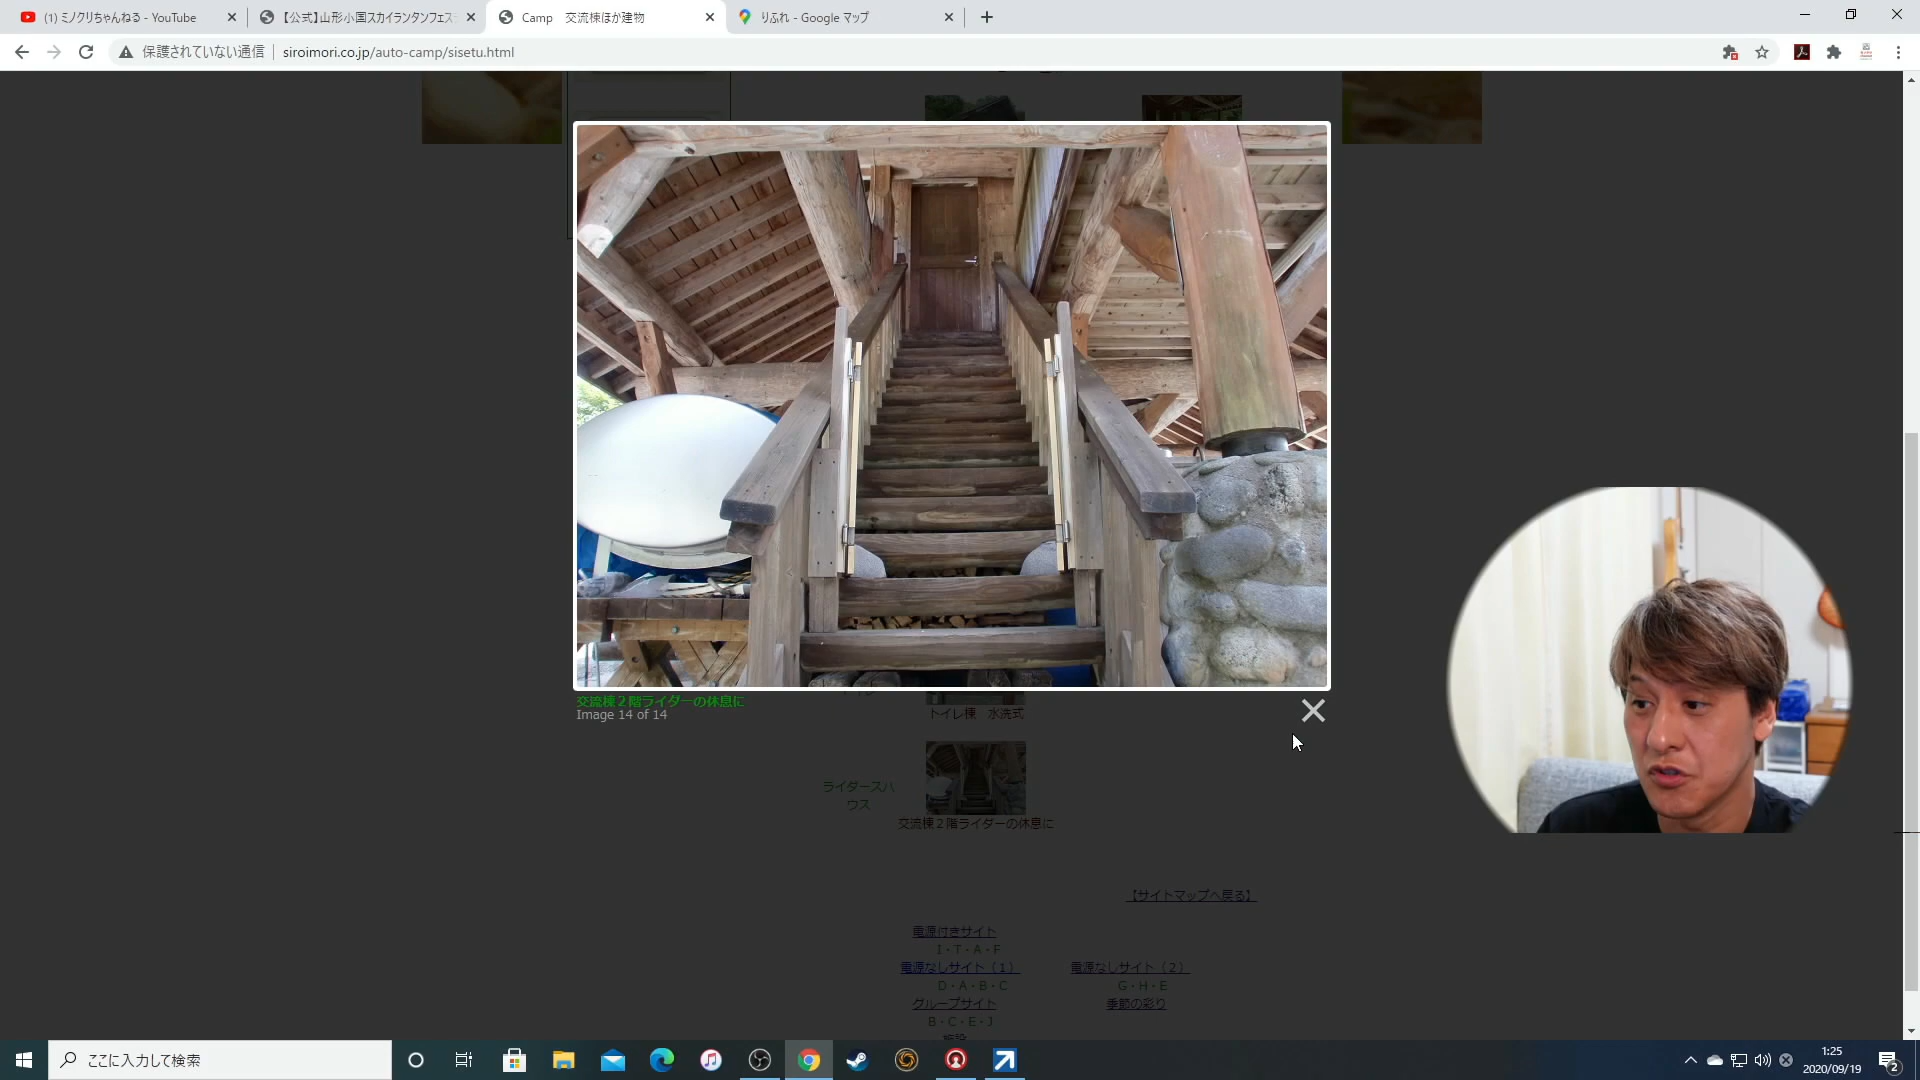 (1) ミノクリちゃんねる - YouTube
【公式】山形小国スカイランタンフェス
Camp 交流棟ほか建物
りふれ - Google マップ
保護されていない通信
siroimori.co.jp/auto-camp/sisetu.html
交流棟２階ライダーの休息に
Image 14 of 14
トイレ棟 水洗式
ライダースハ
ウス
交流棟２階ライダーの休息に
【サイトマップへ戻る】
電源付きサイト
I・T・A・F
電源なしサイト（１） 電源なしサイト（２）
D・A・B・C G・H・E
グループサイト 季節の彩り
B・C・E・J
ここに入力して検索
1:25
2020/09/19
2